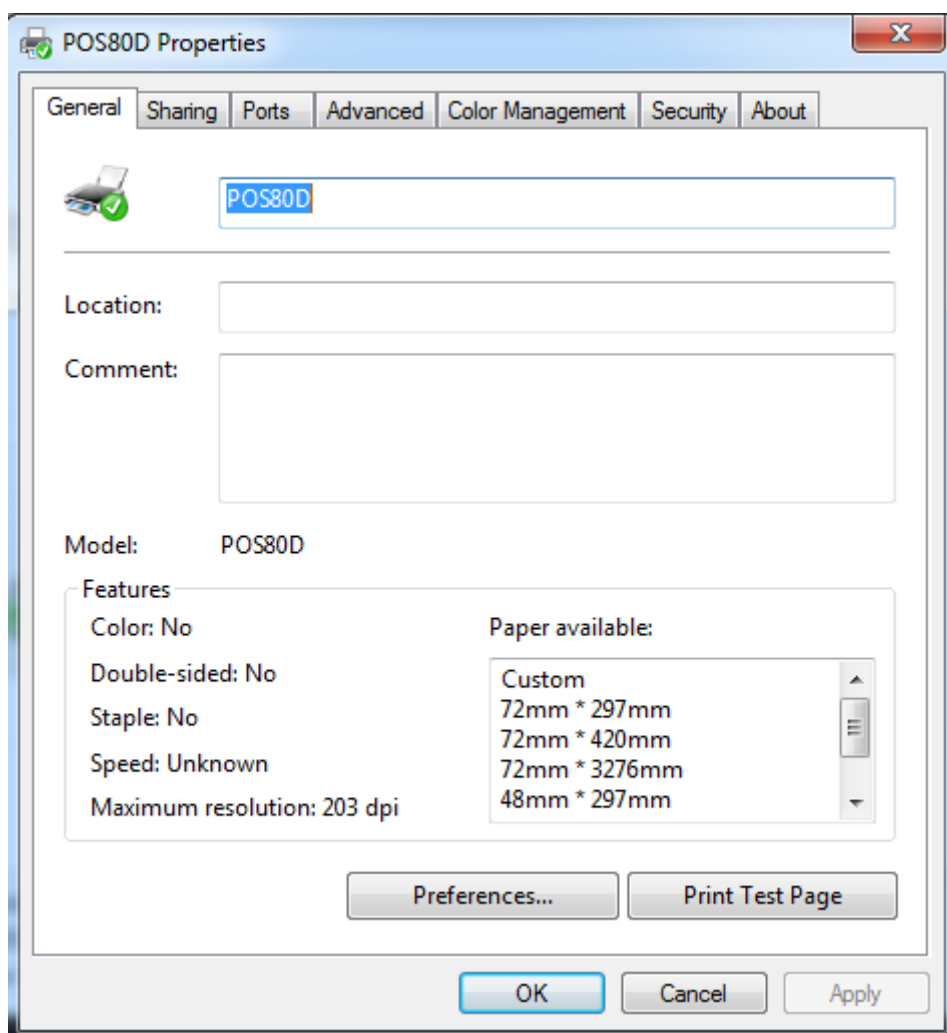 POS80D Properties
General Sharing Ports Advanced Color Management Security About
POS80D
Location:
Comment:
Model: POS80D
Features
Color: No Paper available:
Double-sided: No
Staple: No
Speed: Unknown
Maximum resolution: 203 dpi
Custom
72mm * 297mm
72mm * 420mm
72mm * 3276mm
48mm * 297mm
Preferences... Print Test Page
OK Cancel Apply